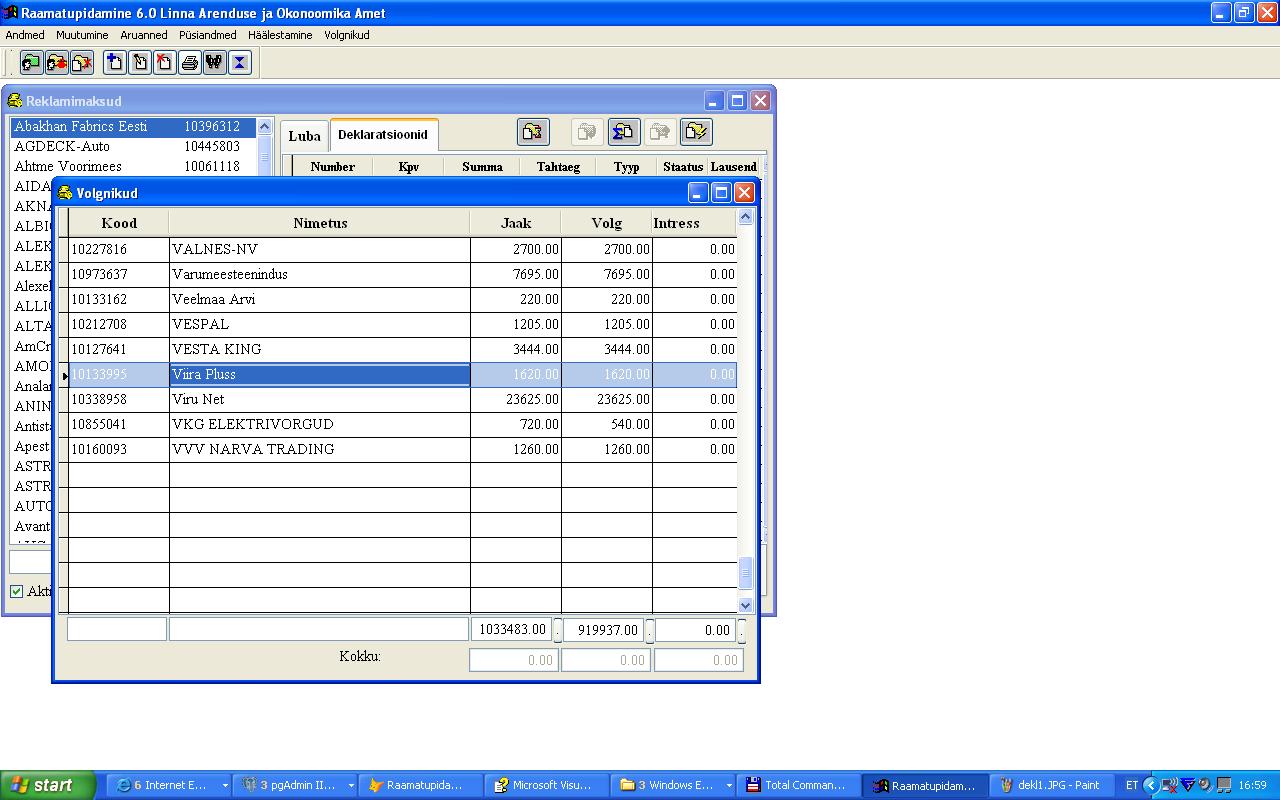 Raamatupidamine 6.0 Linna Arenduse ja Okonoomika Amet
Andmed Muutumine Aruanned Püsiandmed Häälestamine Volgnikud
Reklamimaksud
Abakhan Fabrics Eesti 10396312
AGDECK-Auto 10445803
Ahtme Voorimees 10061118
AIDA
AKNA
ALBI
ALEK
ALEK
Alexel
ALLI
ALTA
AmCr
AMO
Analan
ANIN
Antist
Apest
ASTR
ASTR
AUTO
Avant
Akti
Luba Deklaratsioonid
Number Kpv Summa Tahtaeg Tyyp Staatus Lausend
Volgnikud
Kood Nimetus Jaak Volg Intress
10227816 VALNES-NV 2700.00 2700.00 0.00
10973637 Varumeesteenindus 7695.00 7695.00 0.00
10133162 Veelmaa Arvi 220.00 220.00 0.00
10212708 VESPAL 1205.00 1205.00 0.00
10127641 VESTA KING 3444.00 3444.00 0.00
10133995 Viira Pluss 1620.00 1620.00 0.00
10338958 Viru Net 23625.00 23625.00 0.00
10855041 VKG ELEKTRIVORGUD 720.00 540.00 0.00
10160093 VVV NARVA TRADING 1260.00 1260.00 0.00
1033483.00 . 919937.00 . 0.00 .
Kokku: 0.00 0.00 0.00
start 6 Internet E... 3 pgAdmin II... Raamatupida... Microsoft Visu... 3 Windows E... Total Comman... Raamatupidam... dekl1.JPG - Paint ET 16:59